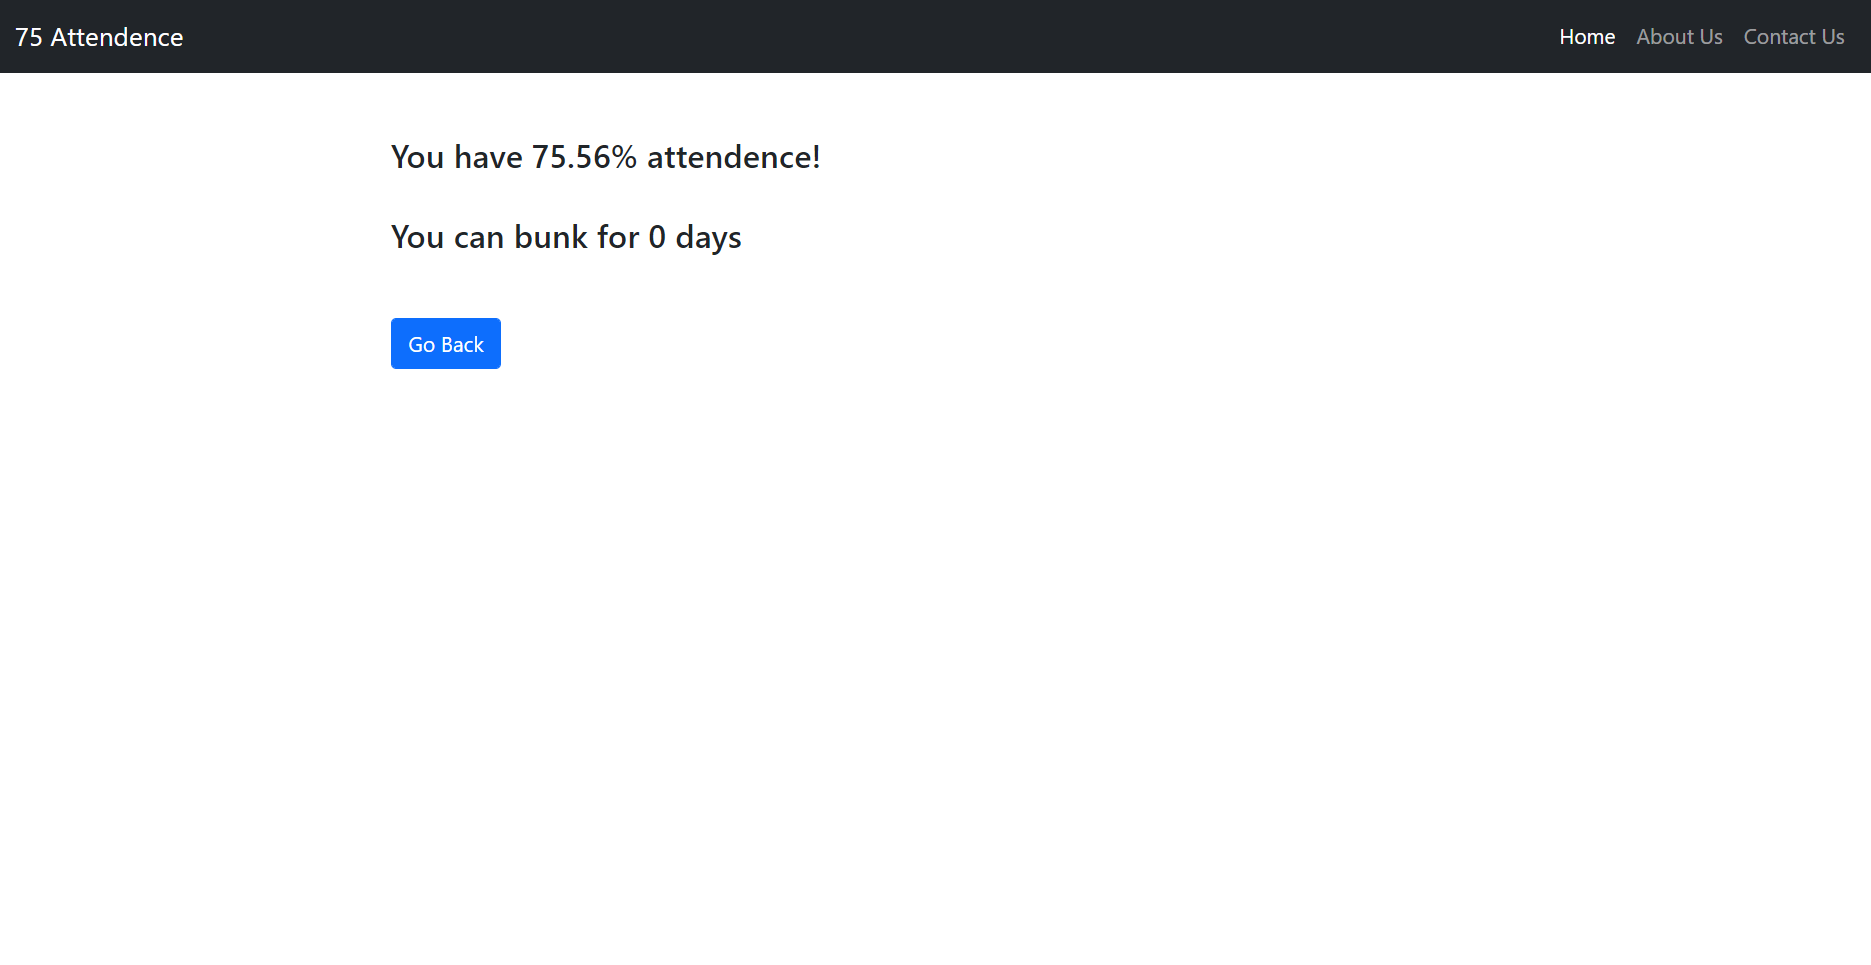 75 Attendence
Home About Us Contact Us
You have 75.56% attendence!
You can bunk for 0 days
Go Back